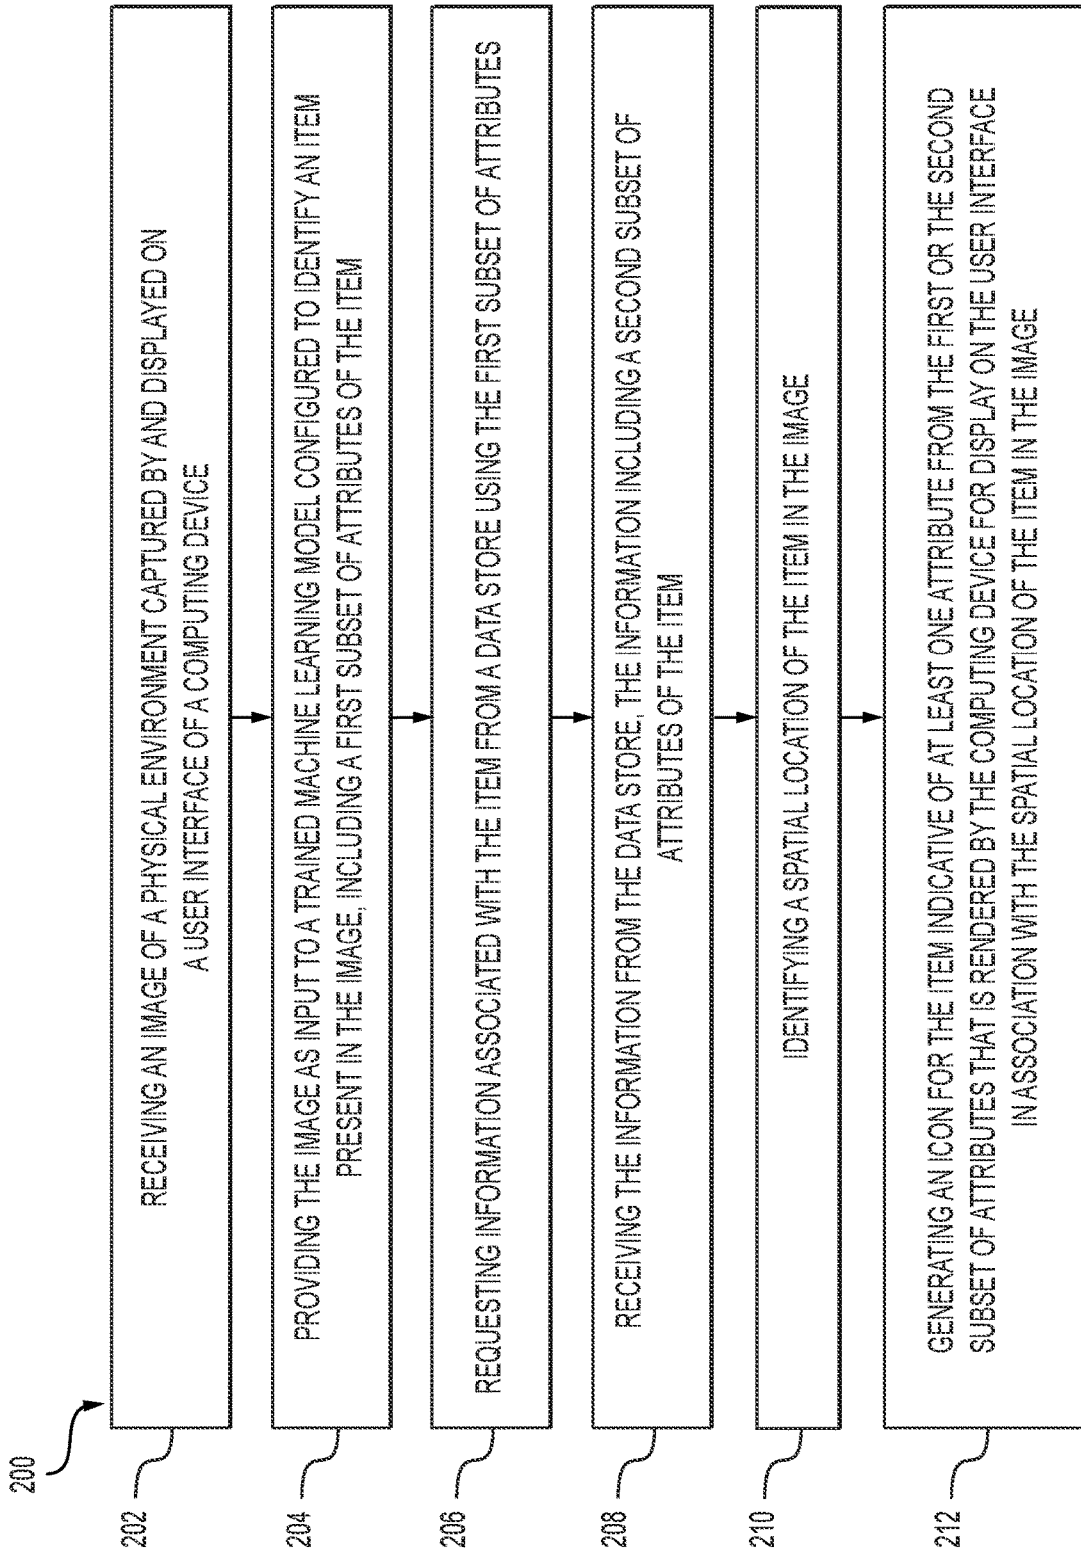 200
202
RECEIVING AN IMAGE OF A PHYSICAL ENVIRONMENT CAPTURED BY AND DISPLAYED ON
A USER INTERFACE OF A COMPUTING DEVICE
204
PROVIDING THE IMAGE AS INPUT TO A TRAINED MACHINE LEARNING MODEL CONFIGURED TO IDENTIFY AN ITEM
PRESENT IN THE IMAGE, INCLUDING A FIRST SUBSET OF ATTRIBUTES OF THE ITEM
206
REQUESTING INFORMATION ASSOCIATED WITH THE ITEM FROM A DATA STORE USING THE FIRST SUBSET OF ATTRIBUTES
208
RECEIVING THE INFORMATION FROM THE DATA STORE, THE INFORMATION INCLUDING A SECOND SUBSET OF
ATTRIBUTES OF THE ITEM
210
IDENTIFYING A SPATIAL LOCATION OF THE ITEM IN THE IMAGE
212
GENERATING AN ICON FOR THE ITEM INDICATIVE OF AT LEAST ONE ATTRIBUTE FROM THE FIRST OR THE SECOND
SUBSET OF ATTRIBUTES THAT IS RENDERED BY THE COMPUTING DEVICE FOR DISPLAY ON THE USER INTERFACE
IN ASSOCIATION WITH THE SPATIAL LOCATION OF THE ITEM IN THE IMAGE